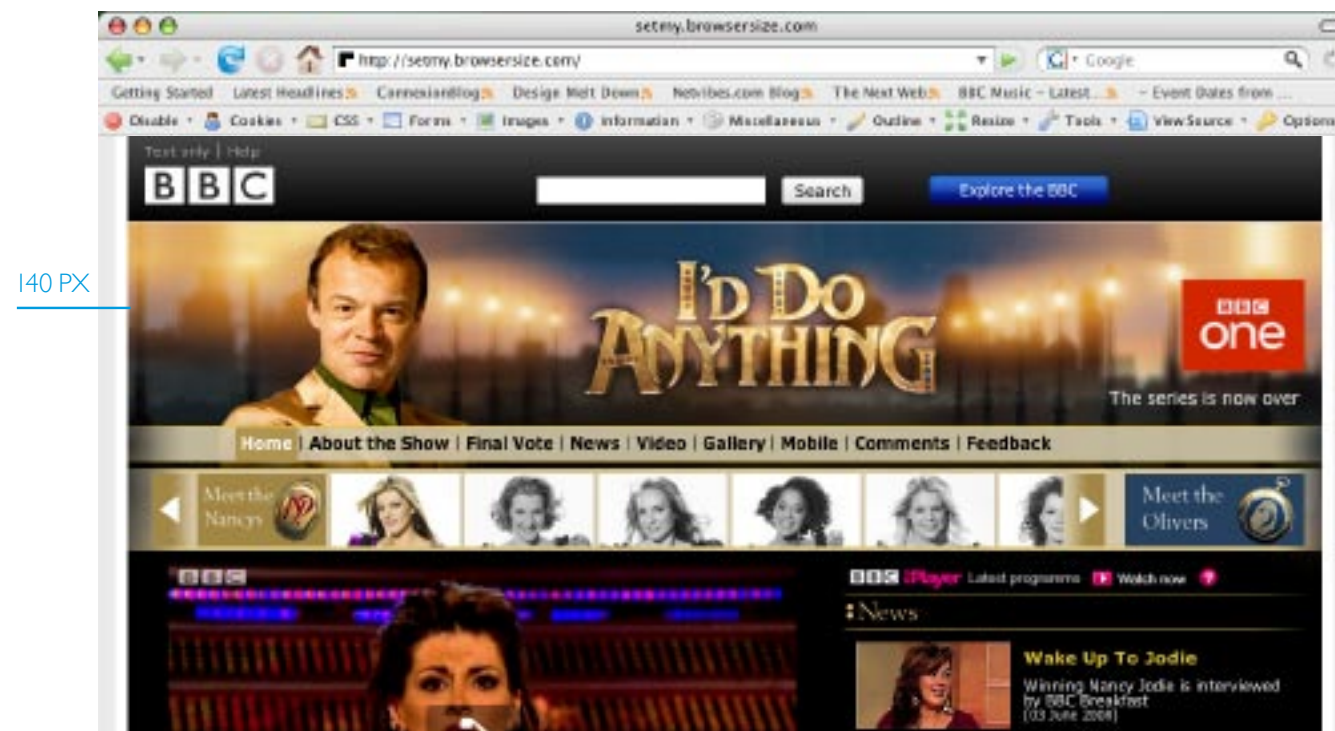 setmy.browsersize.com
http://setmy.browsersize.com/
Google
Getting Started Latest Headlines ConnexionBlog Design Melt Down Netvibes.com Blog The Next Web BBC Music - Latest... - Event Dates from ...
Disable Cookies CSS Forms Images Information Miscellaneous Outline Resize Tools View Source Options
Text only | Help
BBC
Search
Explore the BBC
140 PX
I'D DO
ANYTHING
BBC
one
The series is now over
Home | About the Show | Final Vote | News | Video | Gallery | Mobile | Comments | Feedback
Meet the
Nancys
Meet the
Olivers
BBC
BBC iPlayer Latest programme Watch now ?
News
Wake Up To Jodie
Winning Nancy Jodie is interviewed
by BBC Breakfast
[03 June 2008]